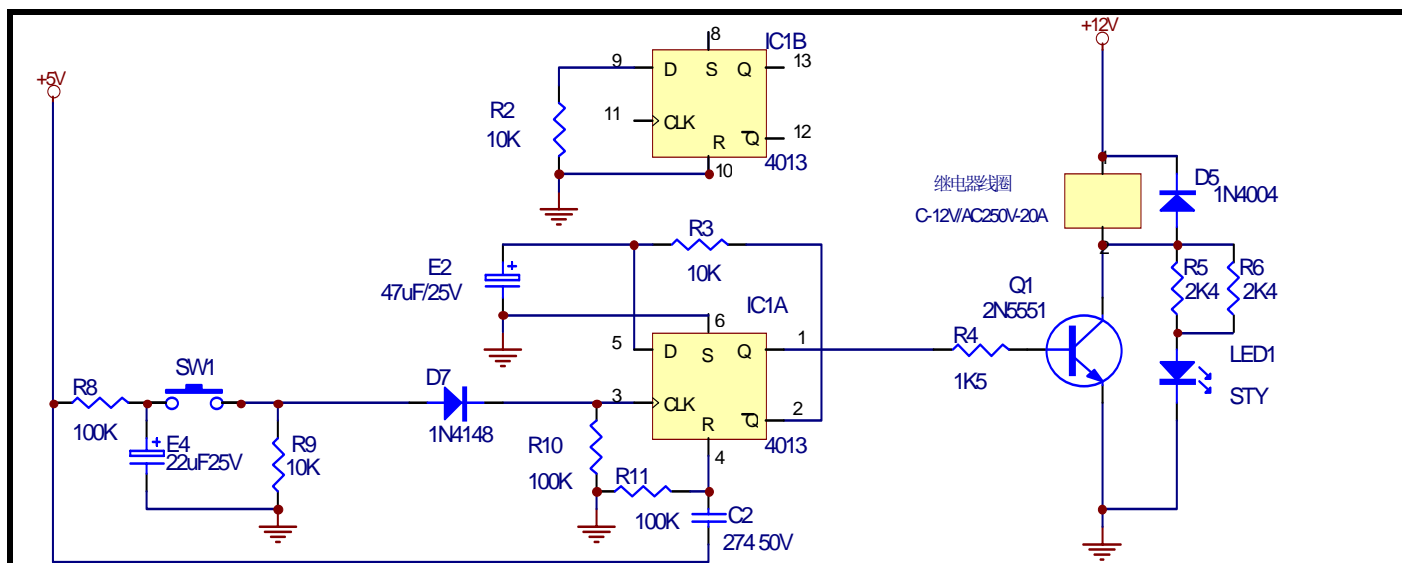 +5V
8
IC1B
9
D
S
Q
13
R2
10K
11
CLK
Q
12
R
4013
10
+12V
1
继电器线圈
C-12V/AC250V-20A
D5
1N4004
2
R3
10K
E2
47uF/25V
IC1A
6
5
D
S
Q
1
3
CLK
Q
2
R
4013
4
R4
1K5
Q1
2N5551
R5
2K4
R6
2K4
LED1
STY
R8
100K
SW1
E4
22uF25V
R9
10K
D7
1N4148
R10
100K
R11
100K
C2
274 50V